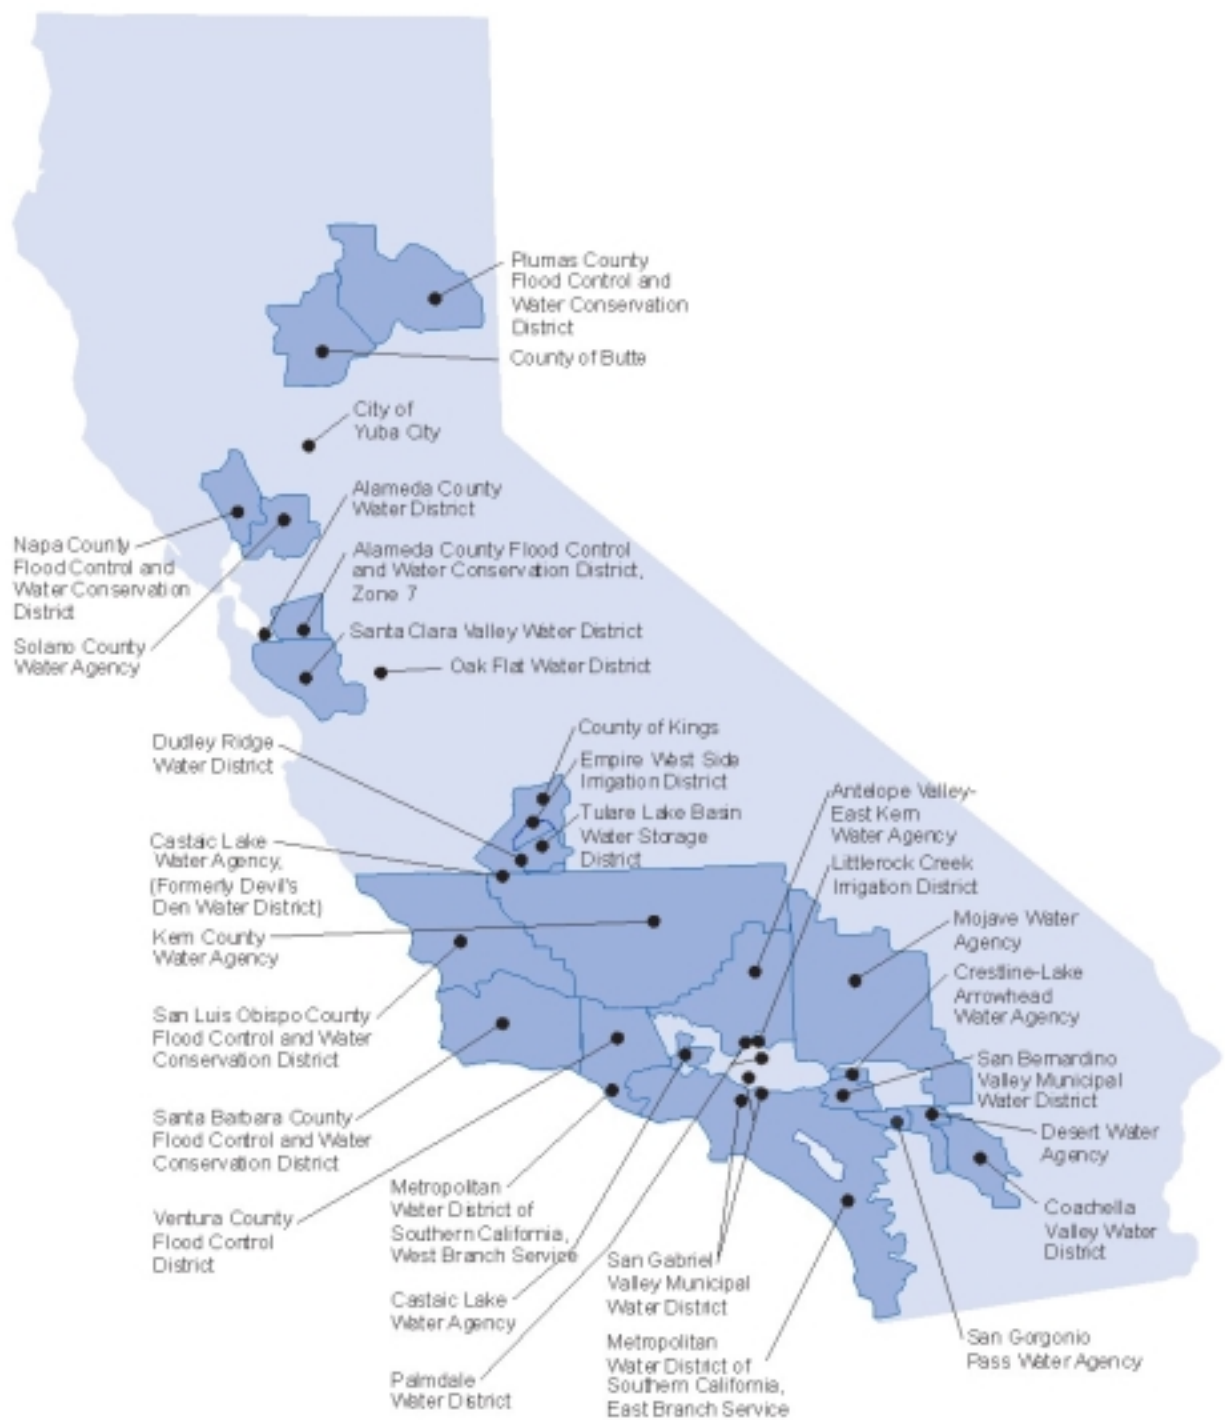 Plumas County
Flood Control and
Water Conservation
District
County of Butte
City of
Yuba City
Alameda County
Water District
Napa County
Flood Control and
Water Conservation
District
Alameda County Flood Control
and Water Conservation District,
Zone 7
Solano County
Water Agency
Santa Clara Valley Water District
Oak Flat Water District
Dudley Ridge
Water District
County of Kings
Empire West Side
Irrigation District
Tulare Lake Basin
Water Storage
District
Antelope Valley-
East Kern
Water Agency
Castaic Lake
Water Agency,
(Formerly Devil's
Den Water District)
Littlerock Creek
Irrigation District
Kern County
Water Agency
Mojave Water
Agency
Crestline-Lake
Arrowhead
Water Agency
San Luis Obispo County
Flood Control and Water
Conservation District
San Bernardino
Valley Municipal
Water District
Santa Barbara County
Flood Control and Water
Conservation District
Desert Water
Agency
Metropolitan
Water District of
Southern California,
West Branch Service
Coachella
Valley Water
District
Ventura County
Flood Control
District
San Gabriel
Valley Municipal
Water District
Castaic Lake
Water Agency
Metropolitan
Water District of
Southern California,
East Branch Service
San Gorgonio
Pass Water Agency
Palmdale
Water District